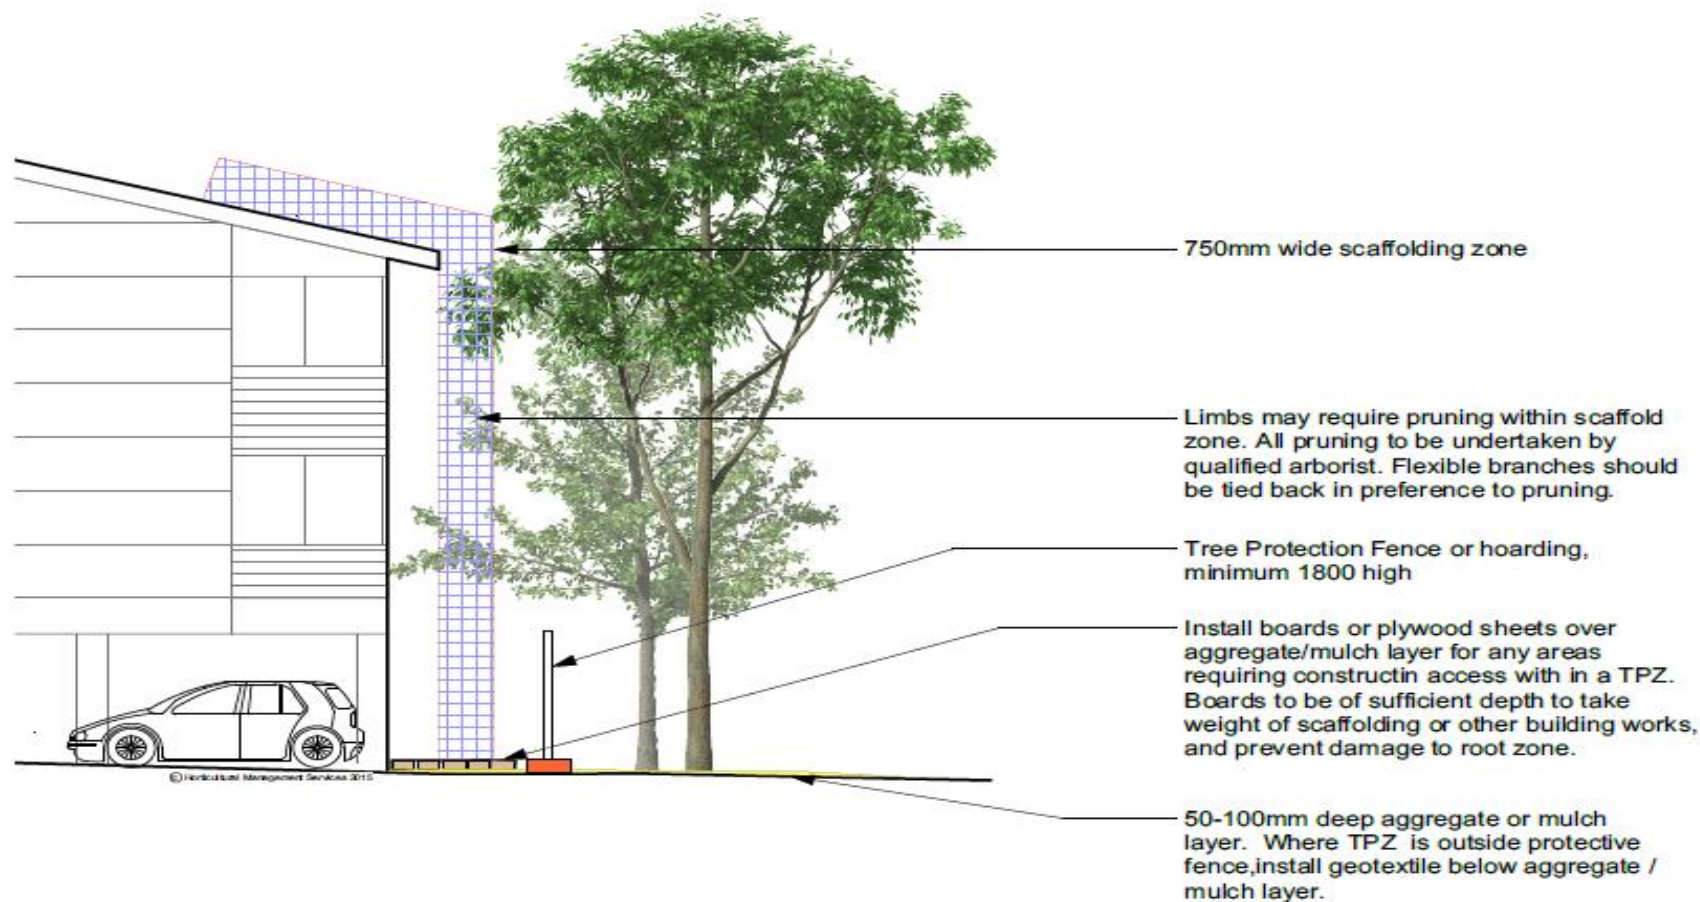 750mm wide scaffolding zone
Limbs may require pruning within scaffold
zone. All pruning to be undertaken by
qualified arborist. Flexible branches should
be tied back in preference to pruning.
Tree Protection Fence or hoarding,
minimum 1800 high
Install boards or plywood sheets over
aggregate/mulch layer for any areas
requiring constructin access with in a TPZ.
Boards to be of sufficient depth to take
weight of scaffolding or other building works,
and prevent damage to root zone.
© Horticultural Management Services 2015
50-100mm deep aggregate or mulch
layer. Where TPZ is outside protective
fence,install geotextile below aggregate /
mulch layer.